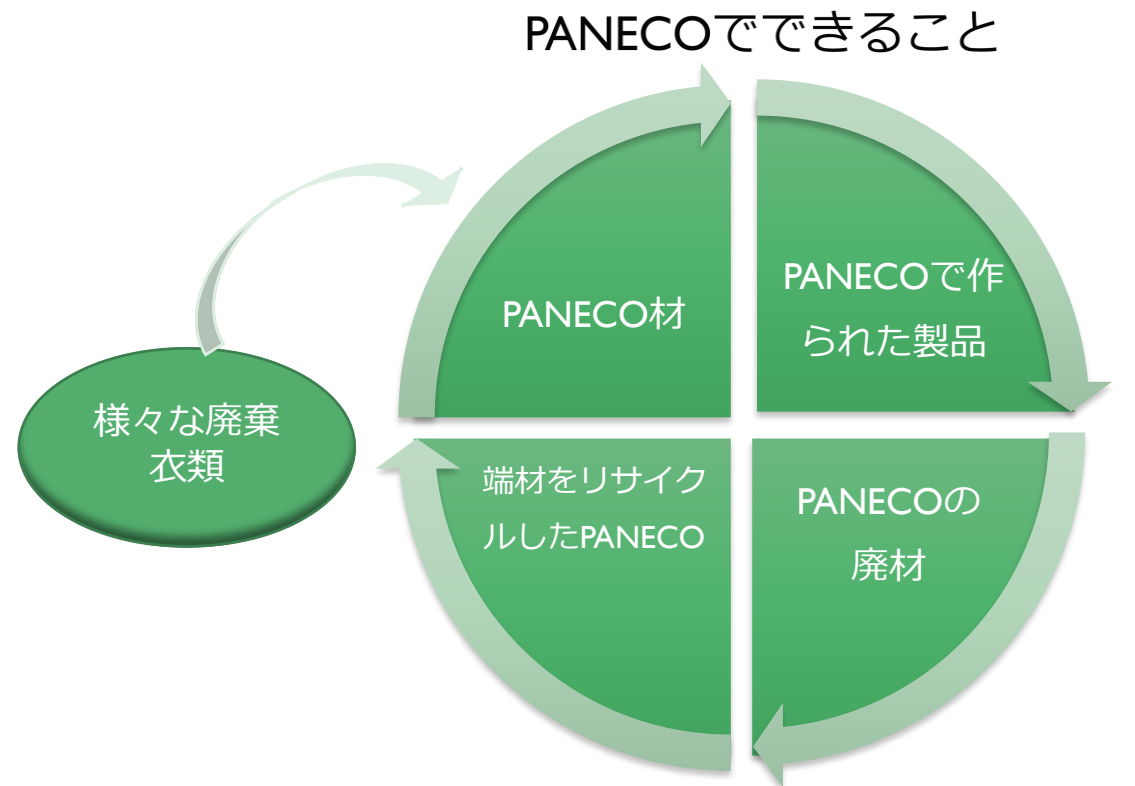 PANECOでできること
PANECO材
PANECOで作
られた製品
様々な廃棄
衣類
端材をリサイク
ルしたPANECO
PANECOの
廃材